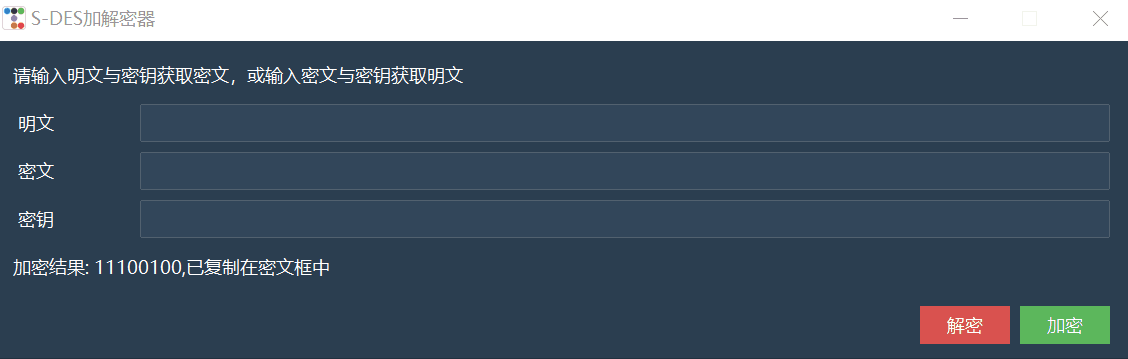 S-DES加解密器
请输入明文与密钥获取密文，或输入密文与密钥获取明文
明文
密文
密钥
加密结果: 11100100,已复制在密文框中
解密 加密